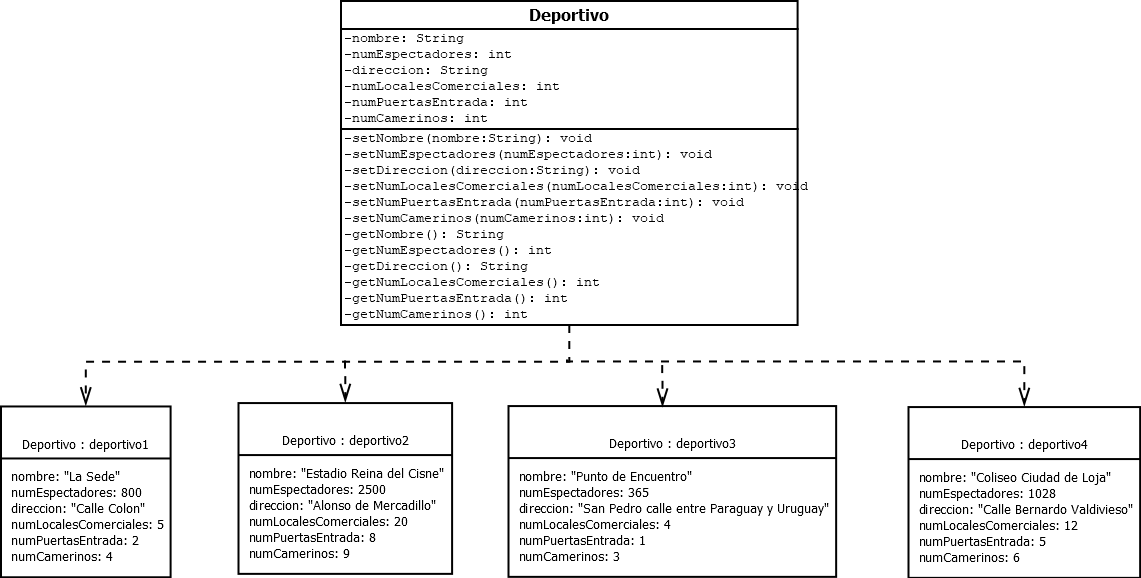 Deportivo
-nombre: String
-numEspectadores: int
-direccion: String
-numLocalesComerciales: int
-numPuertasEntrada: int
-numCamerinos: int
-setNombre(nombre:String): void
-setNumEspectadores(numEspectadores:int): void
-setDireccion(direccion:String): void
-setNumLocalesComerciales(numLocalesComerciales:int): void
-setNumPuertasEntrada(numPuertasEntrada:int): void
-setNumCamerinos(numCamerinos:int): void
-getNombre(): String
-getNumEspectadores(): int
-getDireccion(): String
-getNumLocalesComerciales(): int
-getNumPuertasEntrada(): int
-getNumCamerinos(): int
Deportivo : deportivo1
nombre: "La Sede"
numEspectadores: 800
direccion: "Calle Colon"
numLocalesComerciales: 5
numPuertasEntrada: 2
numCamerinos: 4
Deportivo : deportivo2
nombre: "Estadio Reina del Cisne"
numEspectadores: 2500
direccion: "Alonso de Mercadillo"
numLocalesComerciales: 20
numPuertasEntrada: 8
numCamerinos: 9
Deportivo : deportivo3
nombre: "Punto de Encuentro"
numEspectadores: 365
direccion: "San Pedro calle entre Paraguay y Uruguay"
numLocalesComerciales: 4
numPuertasEntrada: 1
numCamerinos: 3
Deportivo : deportivo4
nombre: "Coliseo Ciudad de Loja"
numEspectadores: 1028
direccion: "Calle Bernardo Valdivieso"
numLocalesComerciales: 12
numPuertasEntrada: 5
numCamerinos: 6